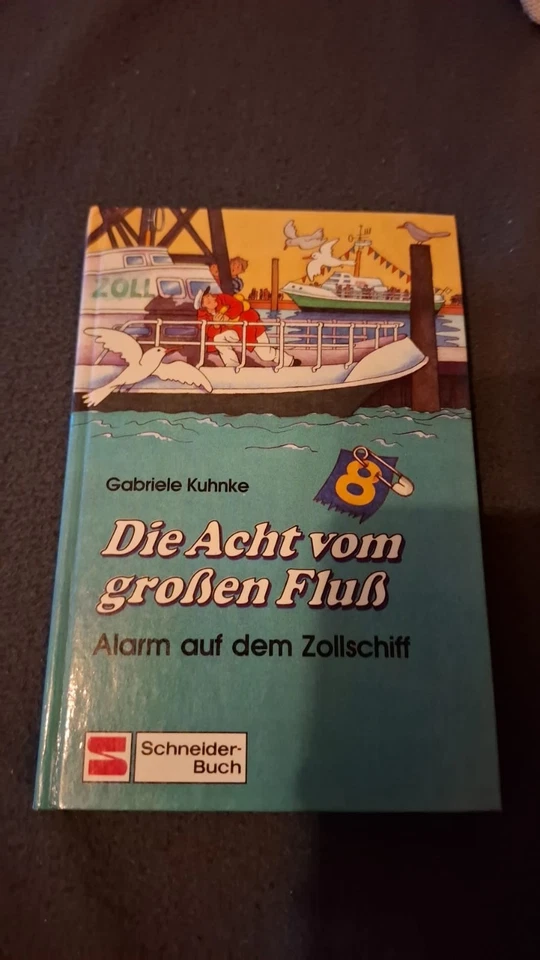 ZOLL
Gabriele Kuhnke
8
Die Acht vom
großen Fluß
Alarm auf dem Zollschiff
Schneider-
Buch